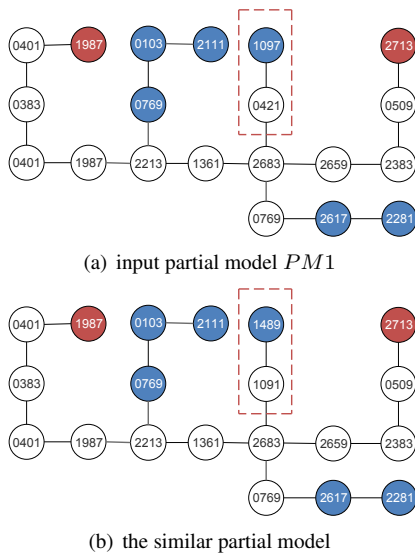 0401 1987 0103 2111 1097 2713
0383 0769 0421 0509
0401 1987 2213 1361 2683 2659 2383
0769 2617 2281
(a) input partial model PM1
0401 1987 0103 2111 1489 2713
0383 0769 1091 0509
0401 1987 2213 1361 2683 2659 2383
0769 2617 2281
(b) the similar partial model